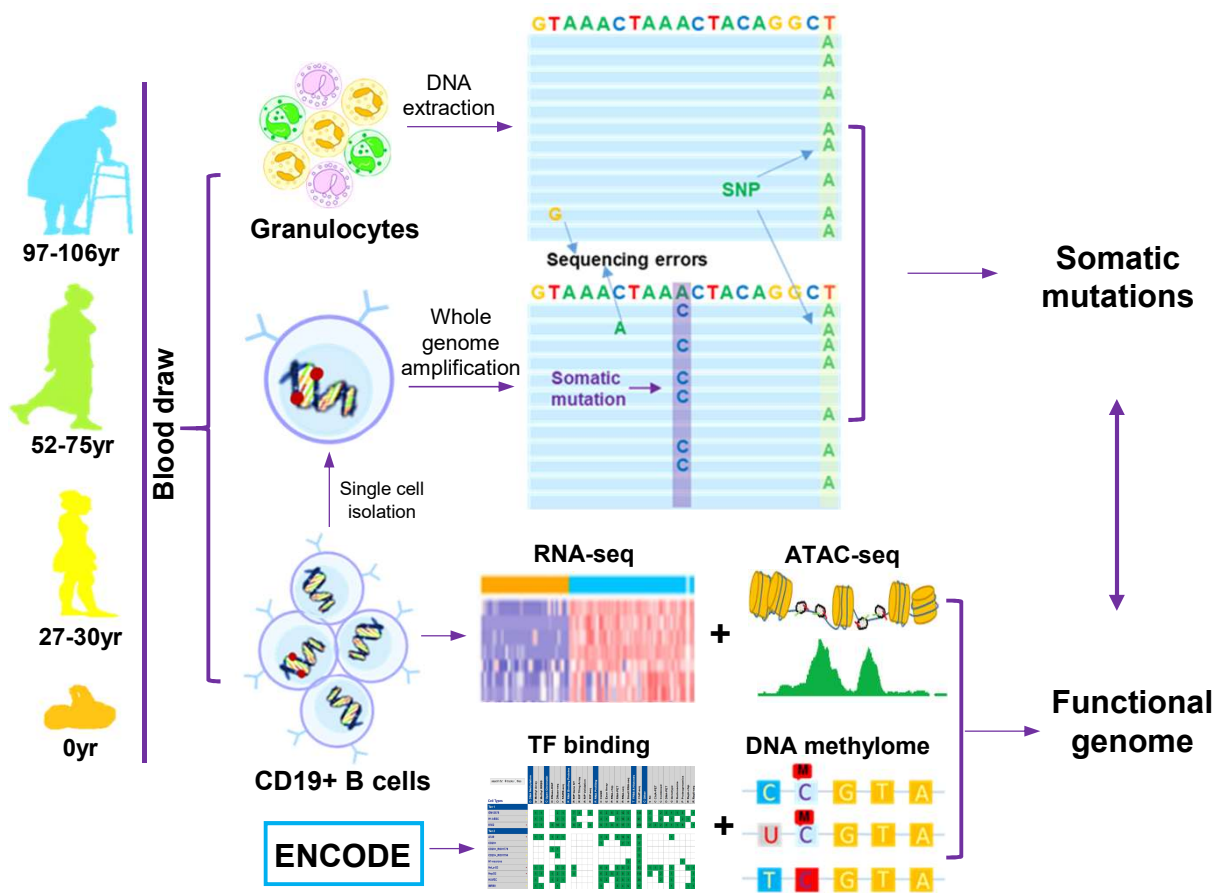 GTAAACTAAACTACAGGCT
A
A
A
A
A
A
A
A
DNA
extraction
SNP
G
Granulocytes
97-106yr
Sequencing errors
Somatic
mutations
GTAAACTAAACTACAGGCT
C
A
A
A
C
A
A
Whole
genome
amplification
Somatic
mutation
C
C
A
C
A
C
A
52-75yr
Blood draw
Single cell
isolation
RNA-seq
ATAC-seq
+
27-30yr
0yr
CD19+ B cells
Functional
genome
TF binding
DNA methylome
M
C C G T A
+
M
U C G T A
T C G T A
ENCODE